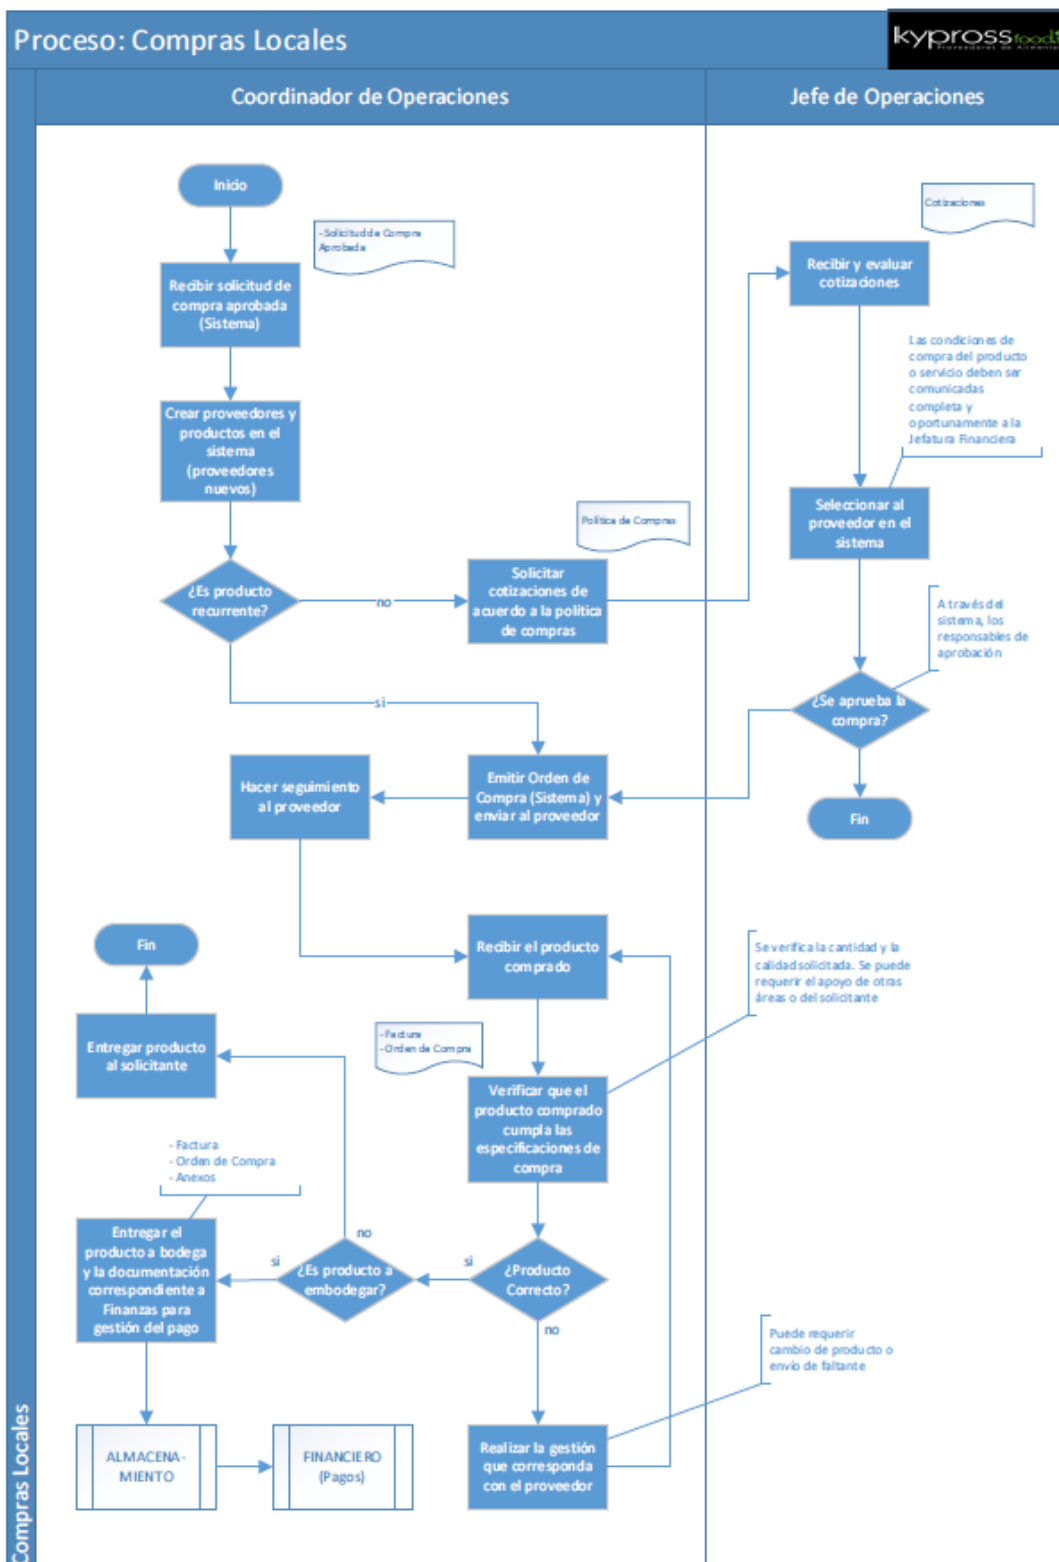 Proceso: Compras Locales
kypross food.
Proveedores de Aliment
Coordinador de Operaciones
Jefe de Operaciones
Inicio
- Solicitud de Compra
Aprobada
Recibir solicitud de
compra aprobada
(Sistema)
Crear proveedores y
productos en el
sistema
(proveedores
nuevos)
¿Es producto
recurrente?
no
si
Política de Compras
Solicitar
cotizaciones de
acuerdo a la política
de compras
Cotizaciones
Recibir y evaluar
cotizaciones
Las condiciones de
compra del producto
o servicio deben ser
comunicadas
completa y
oportunamente a la
Jefatura Financiera
Seleccionar al
proveedor en el
sistema
A través del
sistema, los
responsables de
aprobación
¿Se aprueba la
compra?
Fin
Emitir Orden de
Compra (Sistema) y
enviar al proveedor
Hacer seguimiento
al proveedor
Recibir el producto
comprado
Se verifica la cantidad y la
calidad solicitada. Se puede
requerir el apoyo de otras
áreas o del solicitante
- Factura
- Orden de Compra
Verificar que el
producto comprado
cumpla las
especificaciones de
compra
¿Producto
Correcto?
si
no
¿Es producto a
embodegar?
no
si
Fin
Entregar producto
al solicitante
- Factura
- Orden de Compra
- Anexos
Entregar el
producto a bodega
y la documentación
correspondiente a
Finanzas para
gestión del pago
Puede requerir
cambio de producto o
envío de faltante
Realizar la gestión
que corresponda
con el proveedor
ALMACENA-
MIENTO
FINANCIERO
(Pagos)
Compras Locales